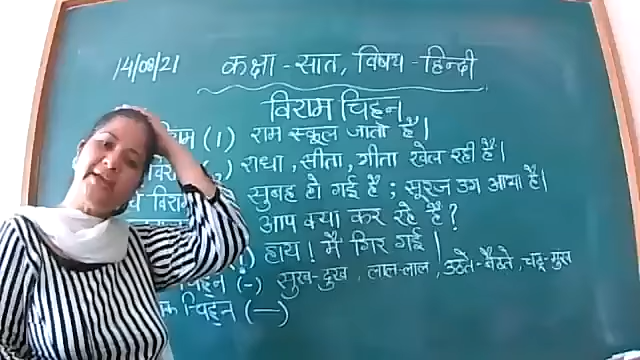 14/08/21 कक्षा - सात, विषय - हिन्दी
विराम चिह्न
(।) राम स्कूल जाता है।
(,) राधा, सीता, गीता खेल रही हैं।
विराम सुबह हो गई है ; सूरज उग आया है।
आप क्या कर रहे हैं?
(!) हाय! मैं गिर गई।
चिह्न (-) सुख-दुख, लाल-लाल, उठते-बैठते, चन्द्र-मुख
चिह्न (—)